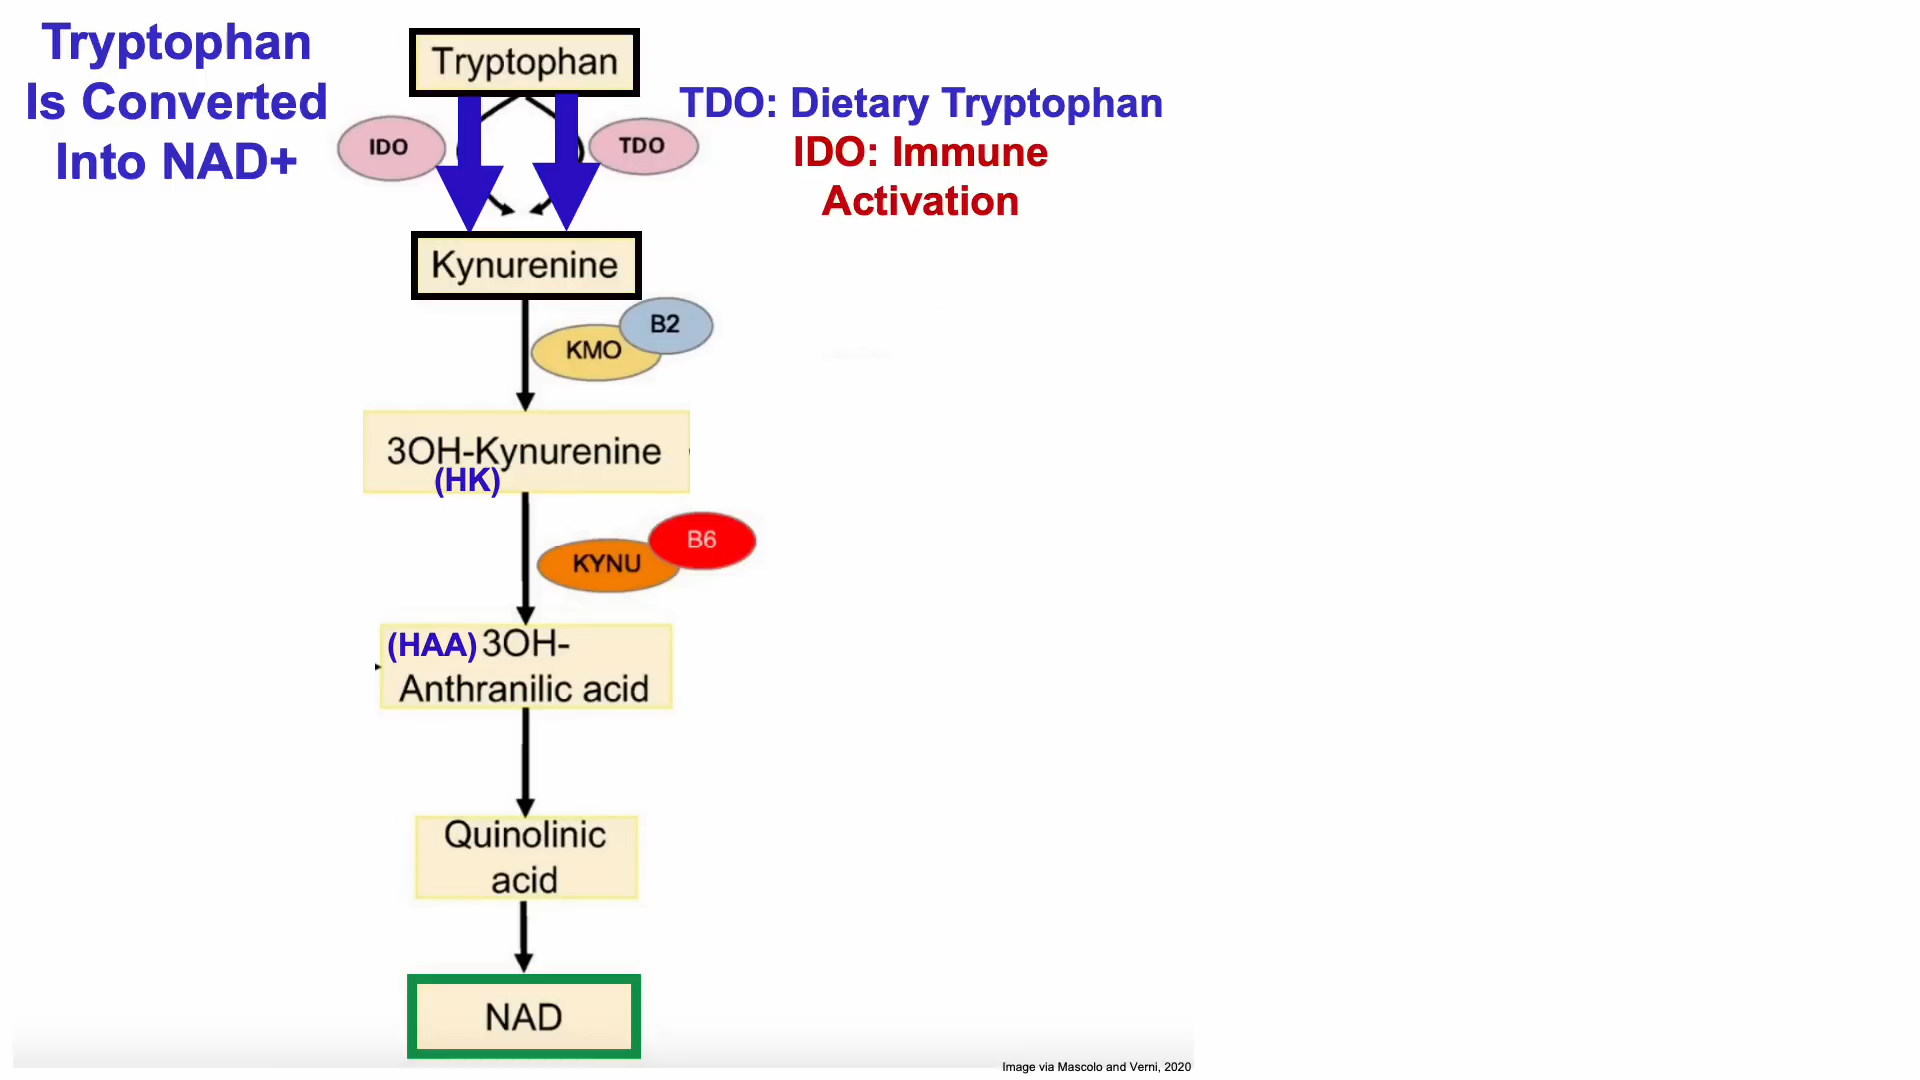 Tryptophan
Is Converted
Into NAD+
Tryptophan
TDO: Dietary Tryptophan
IDO: Immune
Activation
IDO
TDO
Kynurenine
B2
KMO
3OH-Kynurenine
(HK)
B6
KYNU
(HAA) 3OH-
Anthranilic acid
Quinolinic
acid
NAD
Image via Mascolo and Verni, 2020